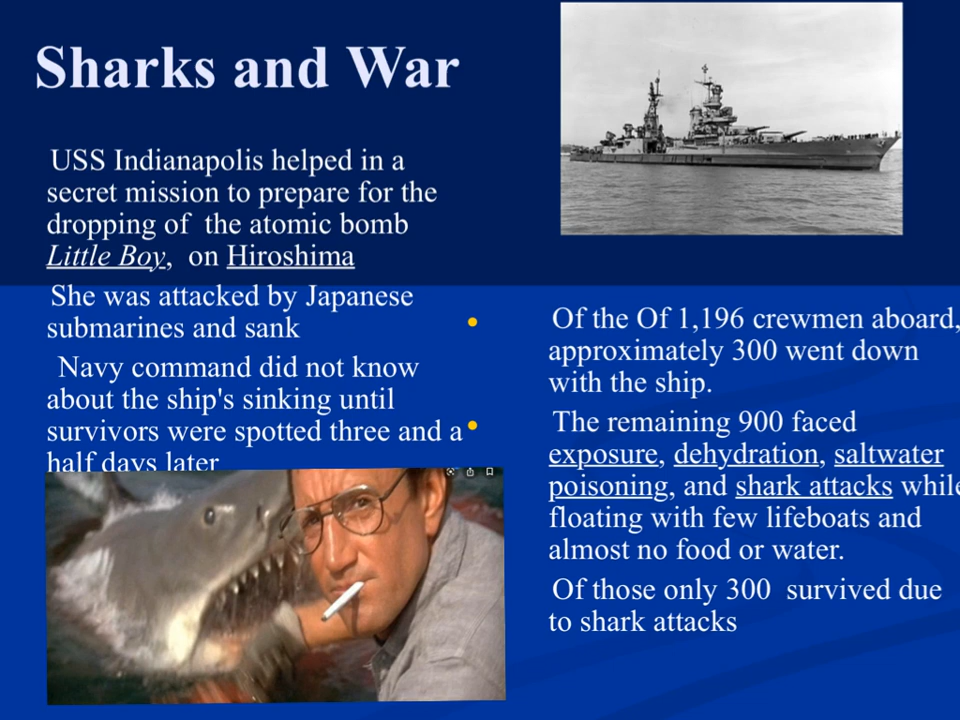 Sharks and War
USS Indianapolis helped in a
secret mission to prepare for the
dropping of  the atomic bomb
Little Boy,  on Hiroshima
She was attacked by Japanese
submarines and sank
Navy command did not know
about the ship's sinking until
survivors were spotted three and a
half days later
• Of the Of 1,196 crewmen aboard,
approximately 300 went down
with the ship.
• The remaining 900 faced
exposure, dehydration, saltwater
poisoning, and shark attacks while
floating with few lifeboats and
almost no food or water.
Of those only 300  survived due
to shark attacks